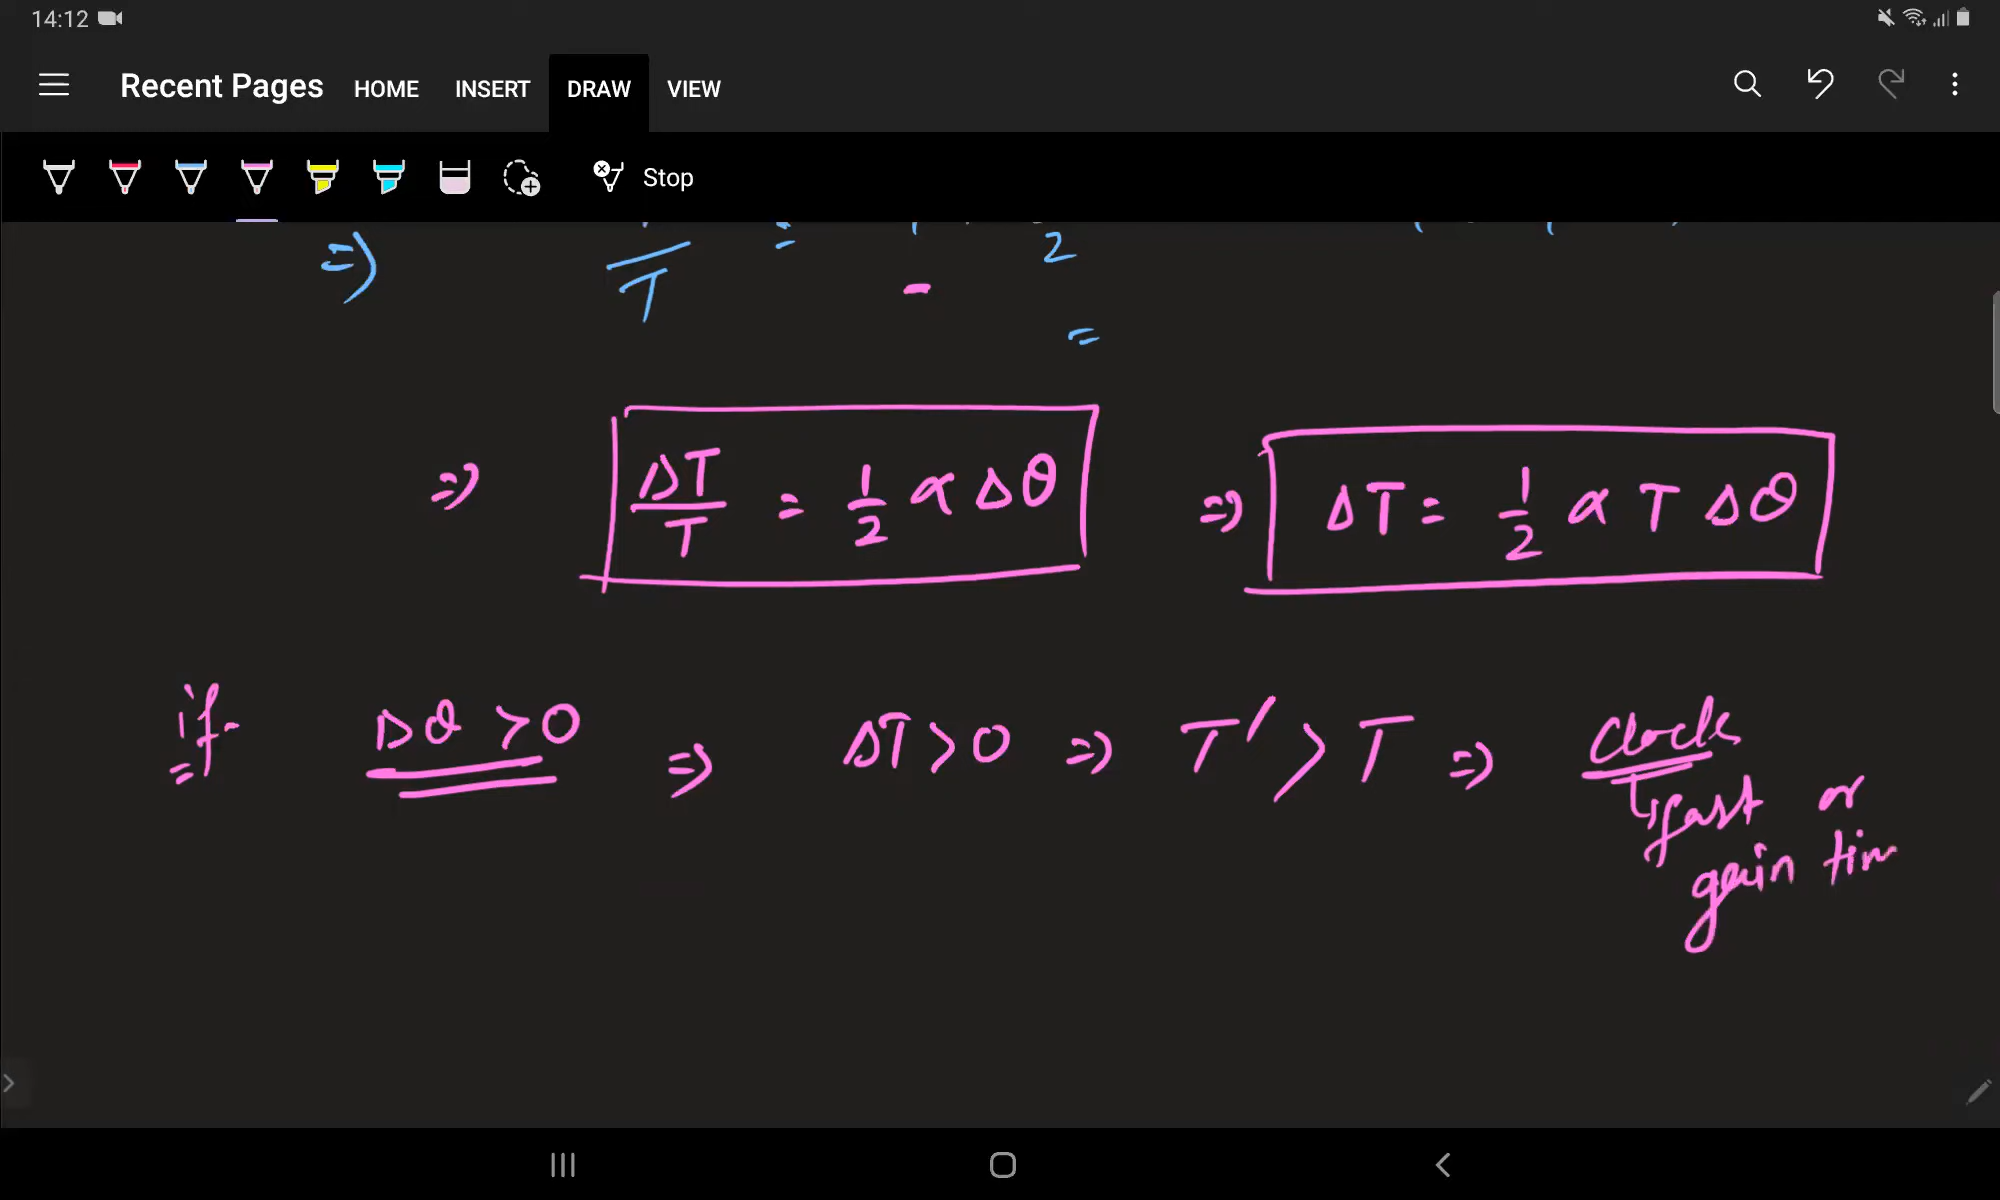 14:12
Recent Pages HOME INSERT DRAW VIEW
Stop
⇒ T = 2
=
⇒ ΔT/T = 1/2 α Δθ ⇒ ΔT = 1/2 α T Δθ
if Δθ > 0 ⇒ ΔT > 0 ⇒ T' > T ⇒ Clock
fast or
gain tim